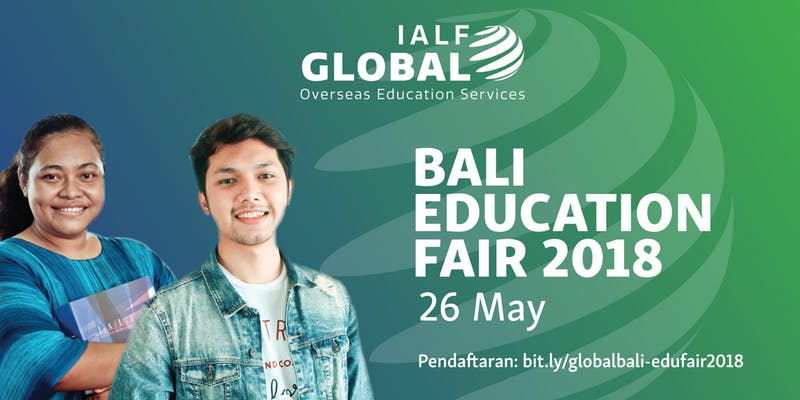 IALF
GLOBAL
Overseas Education Services
BALI
EDUCATION
FAIR 2018
26 May
Pendaftaran: bit.ly/globalbali-edufair2018